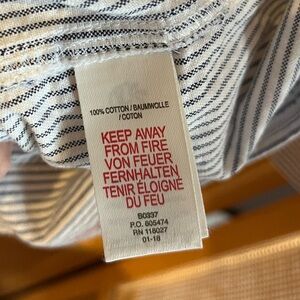 100% COTTON / BAUMWOLLE
/ COTON
KEEP AWAY
FROM FIRE
VON FEUER
FERNHALTEN
TENIR ÉLOIGNÉ
DU FEU
B0337
P.O. 605474
RN 118027
01-18